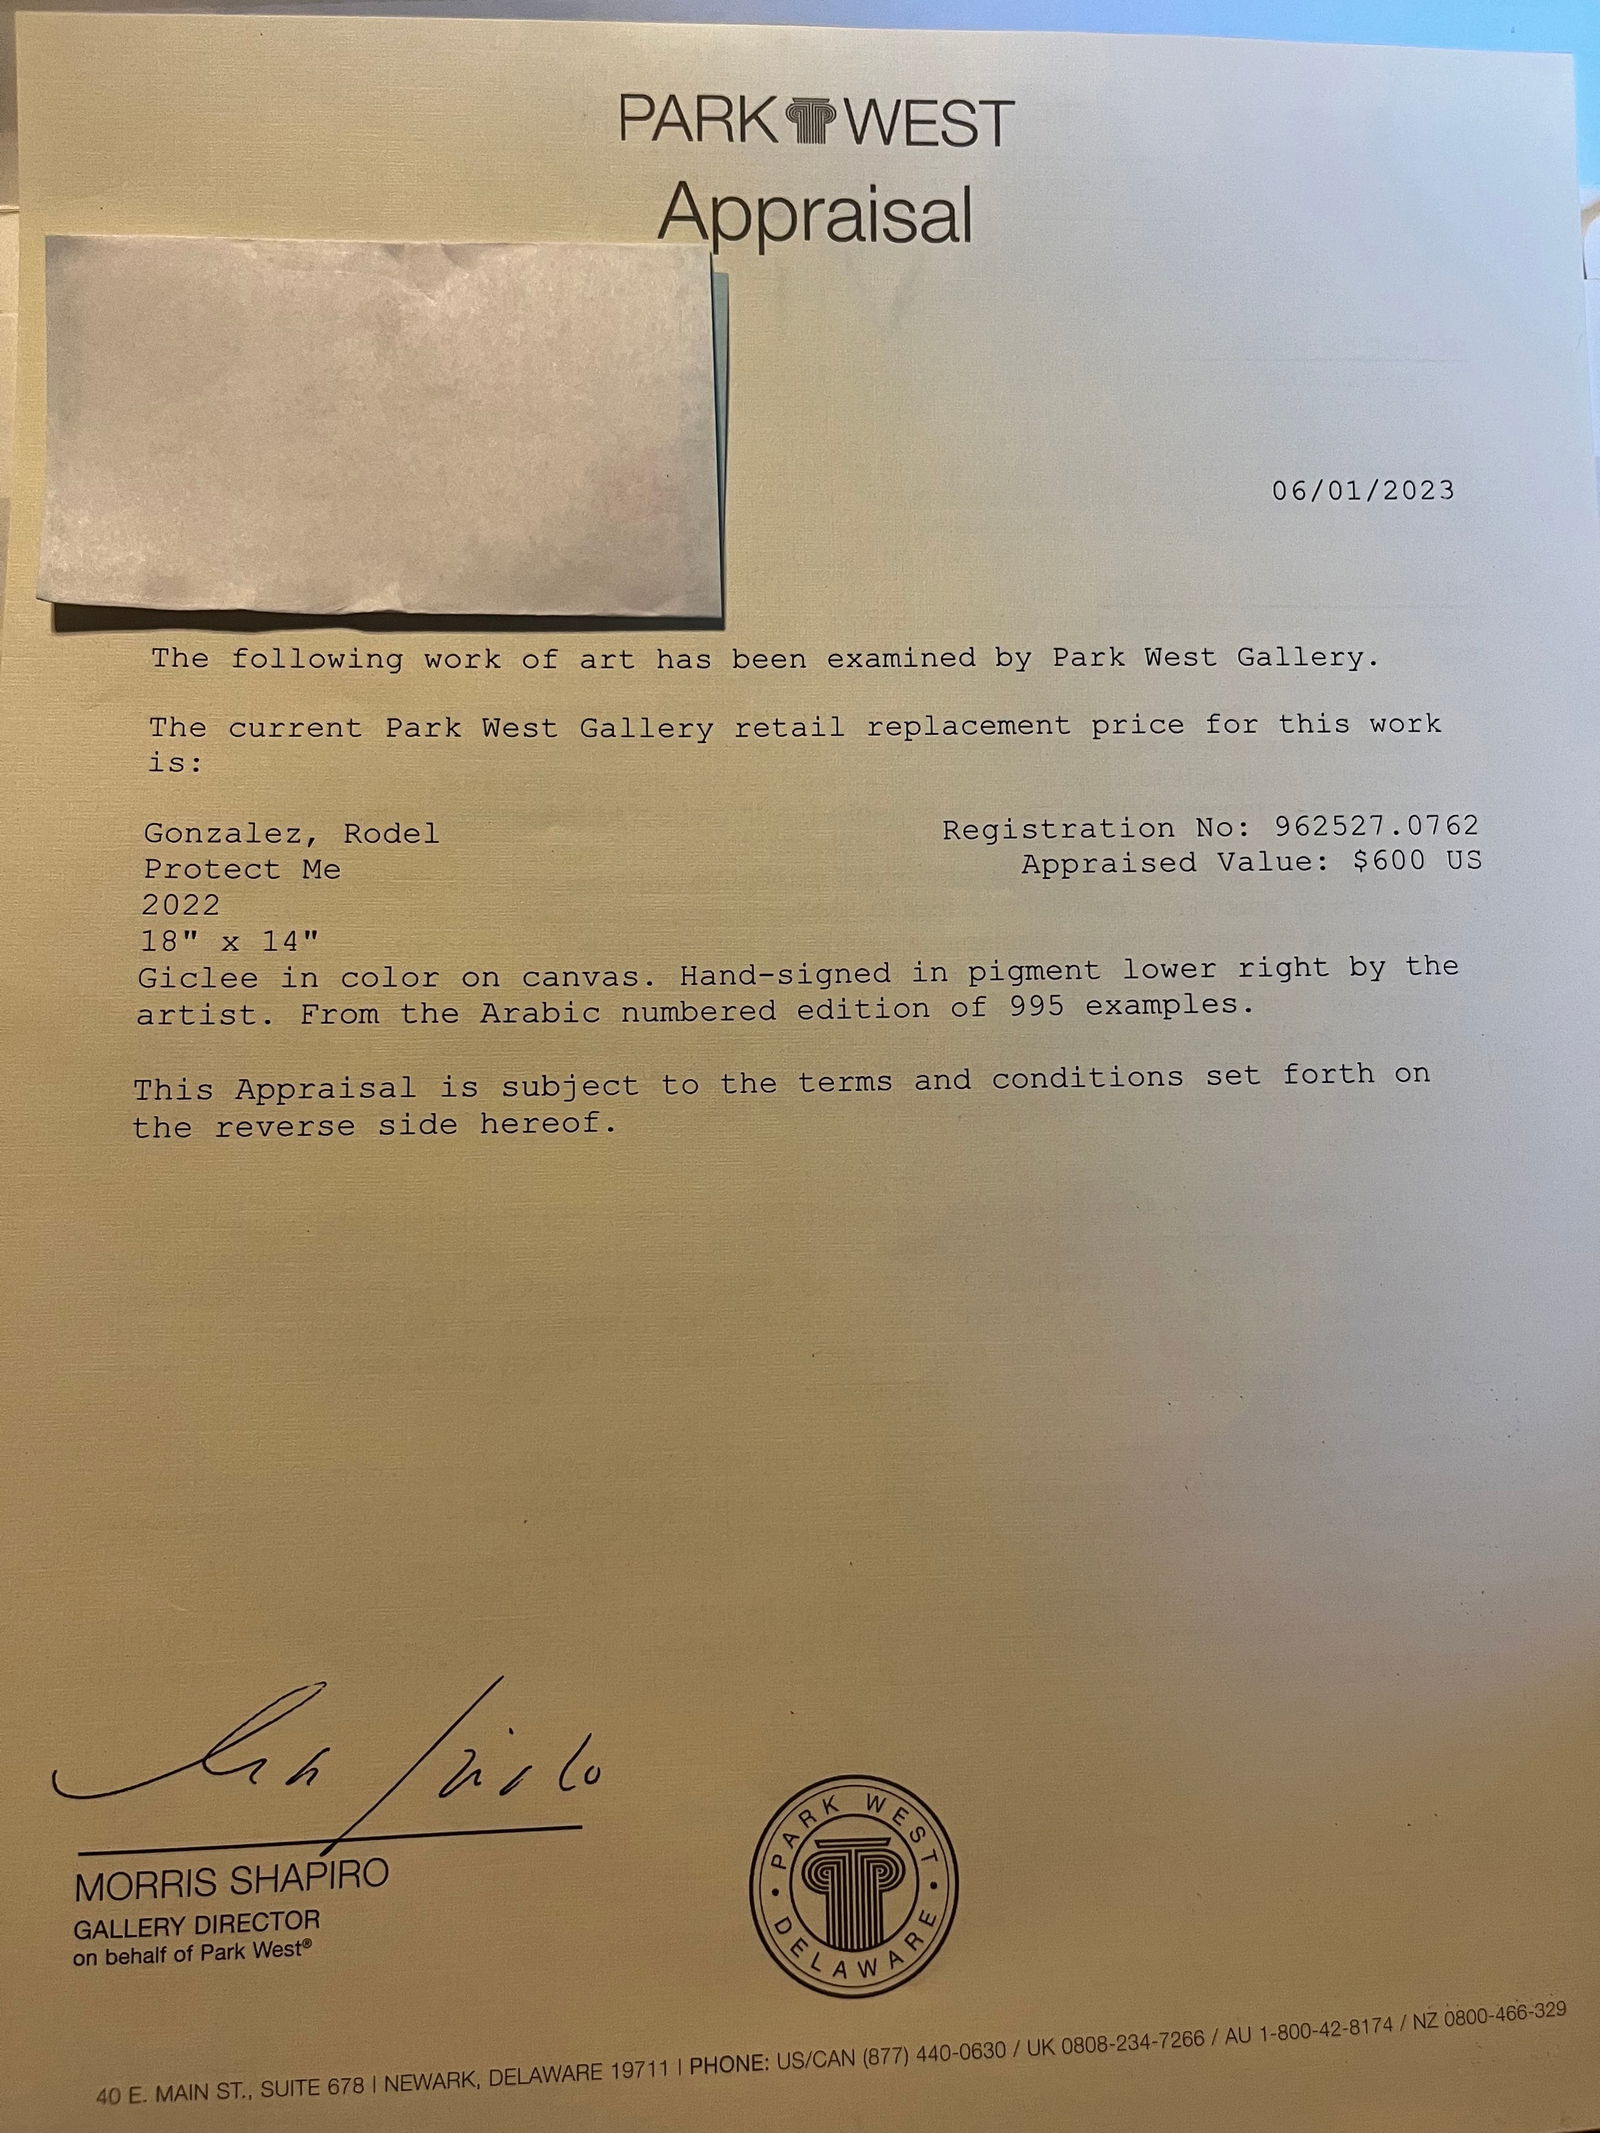 PARK WEST
Appraisal
06/01/2023
The following work of art has been examined by Park West Gallery.
The current Park West Gallery retail replacement price for this work
is:
Gonzalez, Rodel
Registration No: 962527.0762
Protect Me
Appraised Value: $600 US
2022
18" x 14"
Giclee in color on canvas. Hand-signed in pigment lower right by the
artist. From the Arabic numbered edition of 995 examples.
This Appraisal is subject to the terms and conditions set forth on
the reverse side hereof.
MORRIS SHAPIRO
GALLERY DIRECTOR
on behalf of Park West®
PARK WEST
• DELAWARE •
40 E. MAIN ST., SUITE 678 | NEWARK, DELAWARE 19711 | PHONE: US/CAN (877) 440-0630 / UK 0808-234-7266 / AU 1-800-42-8174 / NZ 0800-466-329